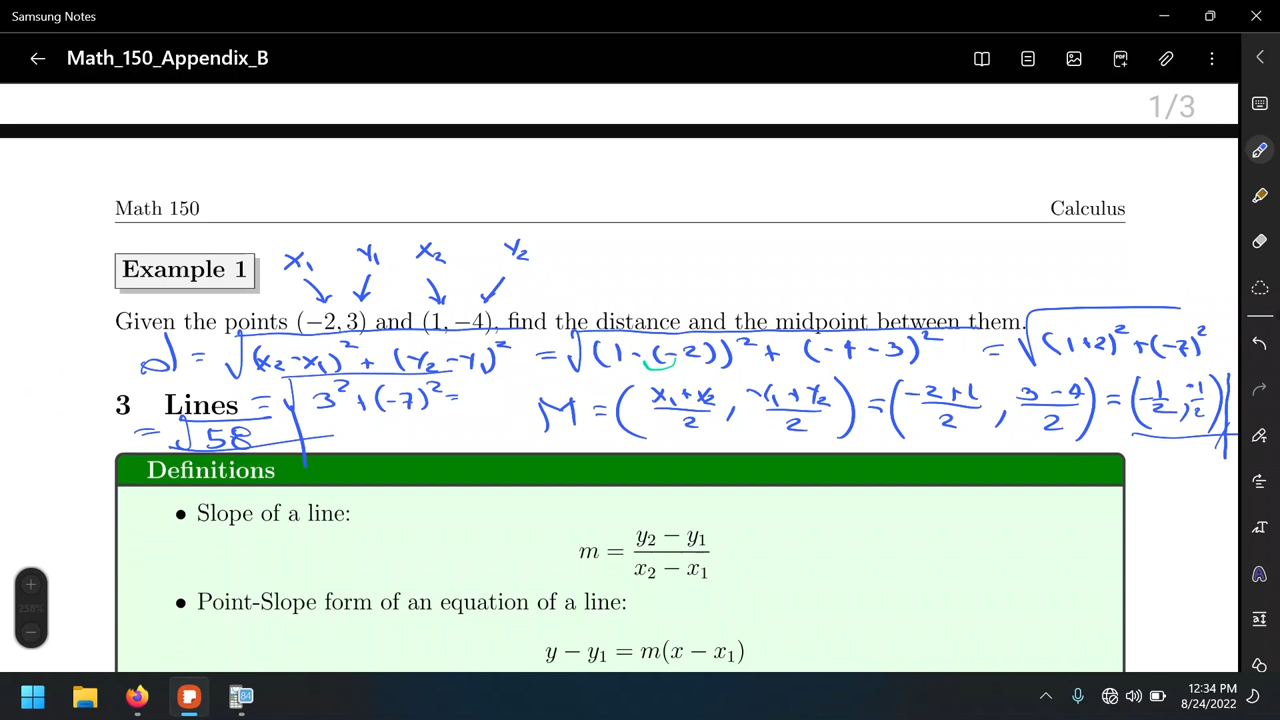 Samsung Notes
Math_150_Appendix_B
1/3
Math 150 Calculus
Example 1
x₁ y₁ x₂ y₂
Given the points (−2, 3) and (1, −4), find the distance and the midpoint between them.
d = √((x₂−x₁)² + (y₂−y₁)²) = √((1−(−2))² + (−4−3)²) = √((1+2)² + (−7)²)
= √(3² + (−7)²) =
3 Lines
= √58
M = ((x₁+x₂)/2, (y₁+y₂)/2) = ((−2+1)/2, (3−4)/2) = (−1/2, −1/2)
Definitions
• Slope of a line:
m = (y₂ − y₁)/(x₂ − x₁)
• Point-Slope form of an equation of a line:
y − y₁ = m(x − x₁)
258%
84
12:34 PM
8/24/2022